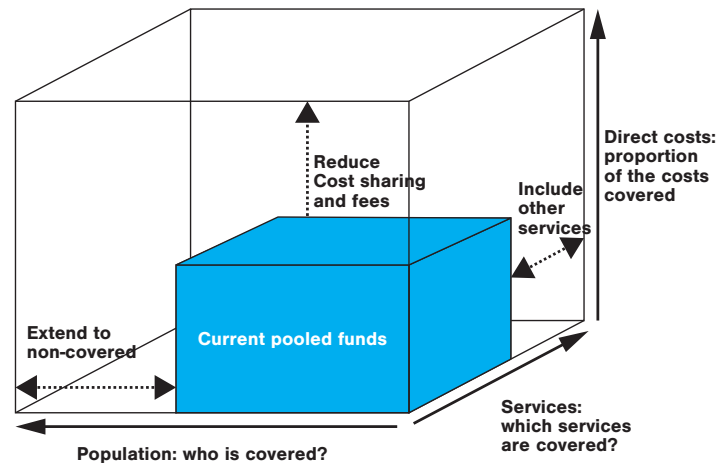 Direct costs:
proportion
of the costs
covered
Reduce
Cost sharing
and fees
Include
other
services
Extend to
non-covered
Current pooled funds
Services:
which services
are covered?
Population: who is covered?